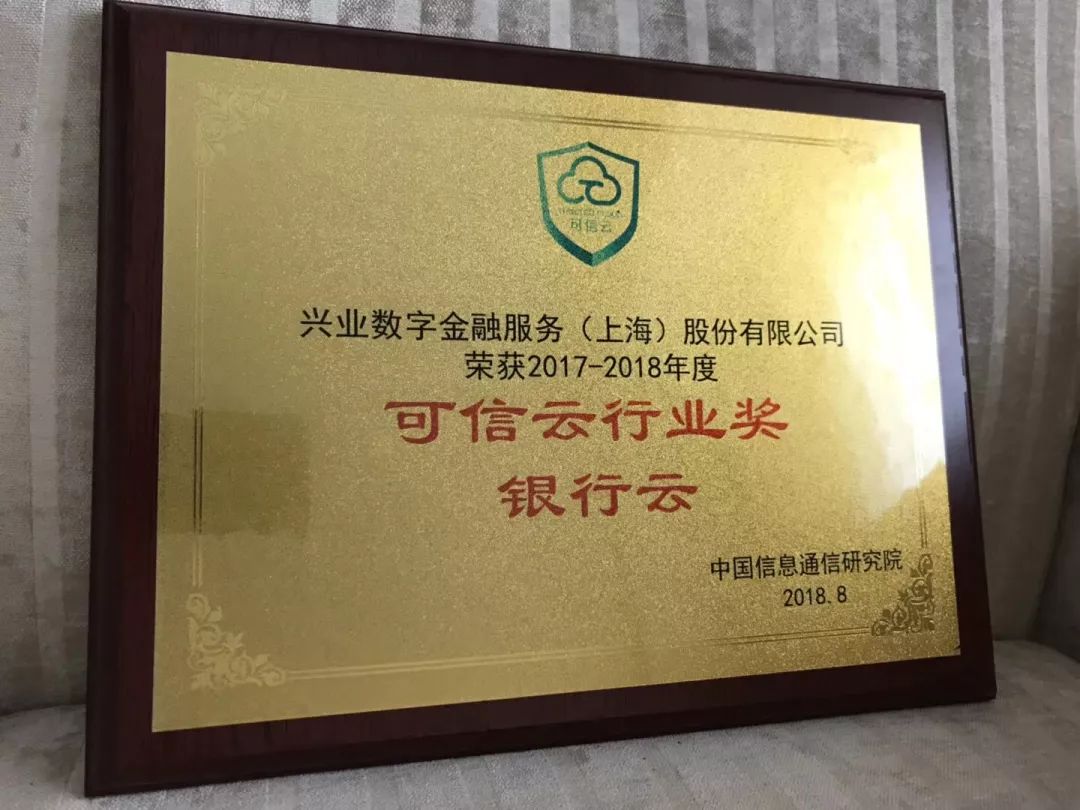 可信云
兴业数字金融服务（上海）股份有限公司
荣获2017-2018年度
可信云行业奖
银行云
中国信息通信研究院
2018.8